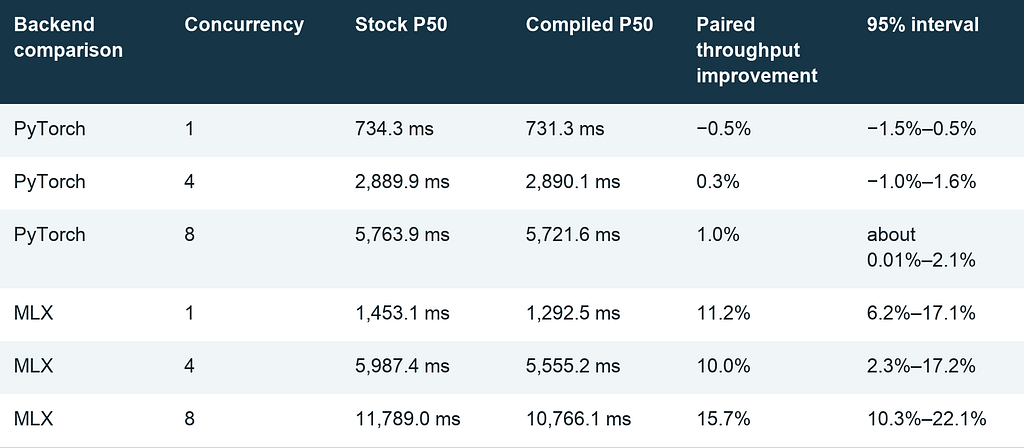 Backend comparison Concurrency Stock P50 Compiled P50 Paired throughput improvement 95% interval
PyTorch 1 734.3 ms 731.3 ms −0.5% −1.5%–0.5%
PyTorch 4 2,889.9 ms 2,890.1 ms 0.3% −1.0%–1.6%
PyTorch 8 5,763.9 ms 5,721.6 ms 1.0% about 0.01%–2.1%
MLX 1 1,453.1 ms 1,292.5 ms 11.2% 6.2%–17.1%
MLX 4 5,987.4 ms 5,555.2 ms 10.0% 2.3%–17.2%
MLX 8 11,789.0 ms 10,766.1 ms 15.7% 10.3%–22.1%